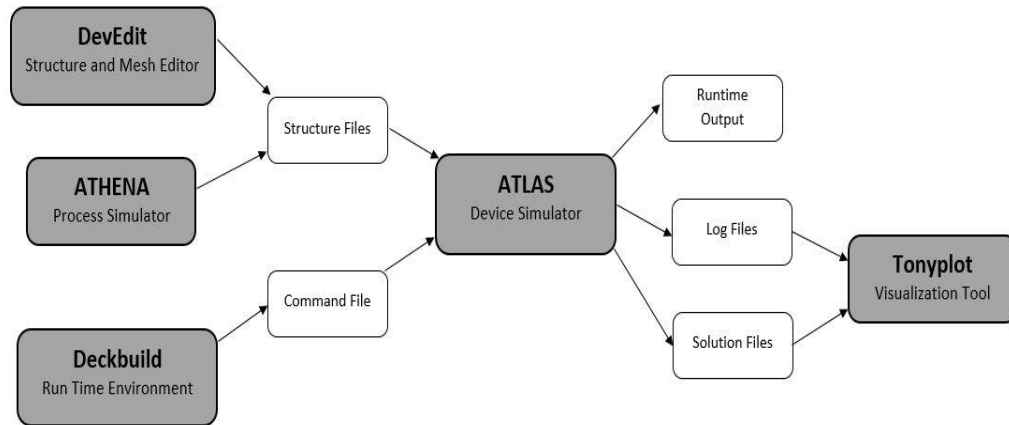 DevEdit
Structure and Mesh Editor
Structure Files
ATHENA
Process Simulator
Deckbuild
Run Time Environment
Command File
ATLAS
Device Simulator
Runtime
Output
Log Files
Solution Files
Tonyplot
Visualization Tool